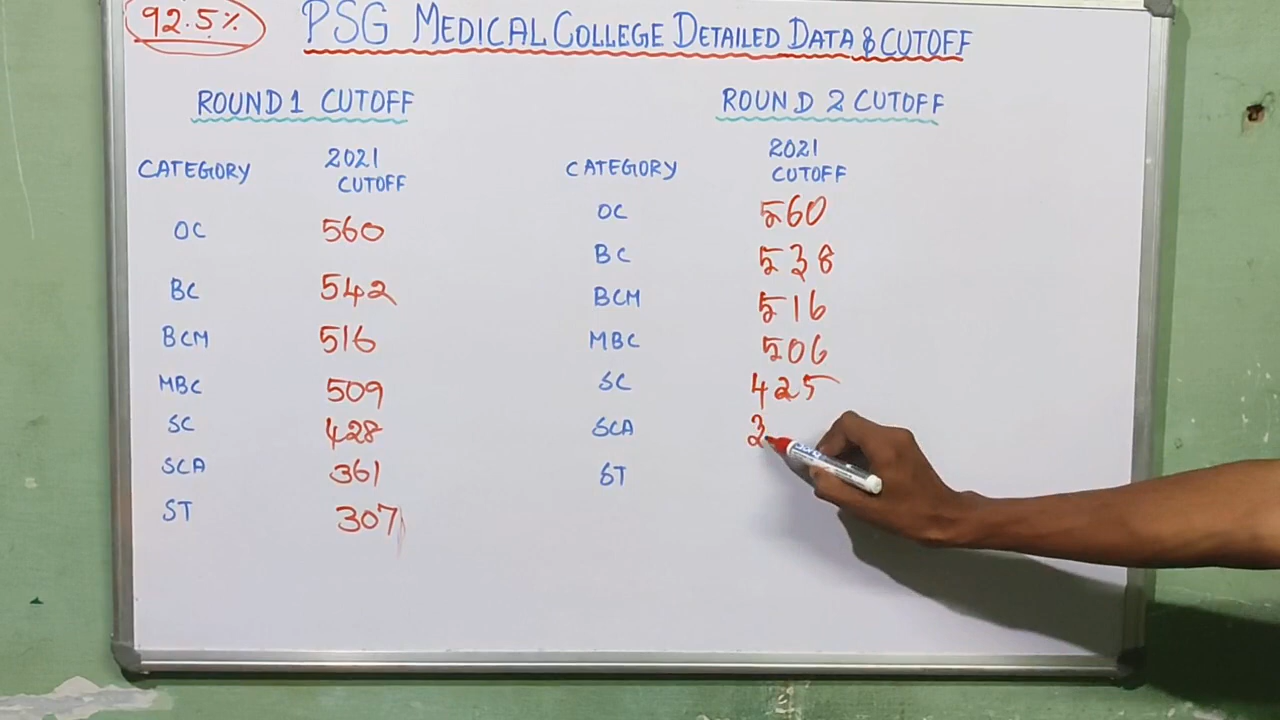 92.5%
PSG MEDICAL COLLEGE DETAILED DATA & CUTOFF
ROUND 1 CUTOFF
CATEGORY 2021 CUTOFF
OC 560
BC 542
BCM 516
MBC 509
SC 428
SCA 361
ST 307
ROUND 2 CUTOFF
CATEGORY 2021 CUTOFF
OC 560
BC 538
BCM 516
MBC 506
SC 425
SCA 3
ST